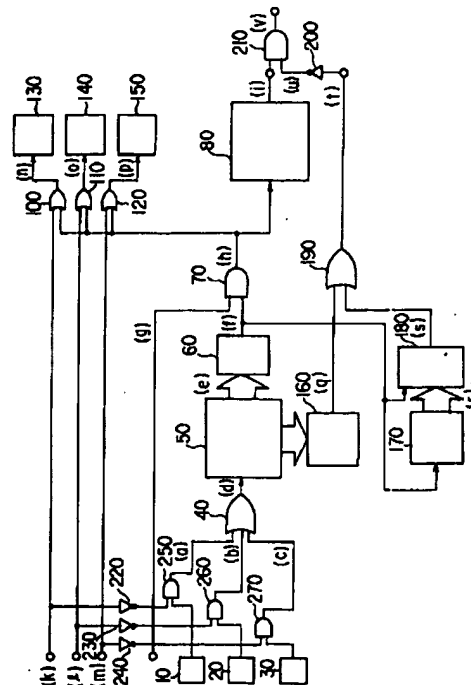 (k)
(ℓ)
(m)
220
230
240
10
20
30
250
260
270
(a)
(b)
(c)
40
(d)
50
(e)
60
(f)
(g)
70
(h)
80
100
110
120
(n)
(o)
(p)
130
140
150
160
(q)
170
180
(s)
190
(t)
200
(u)
(i)
210
(v)